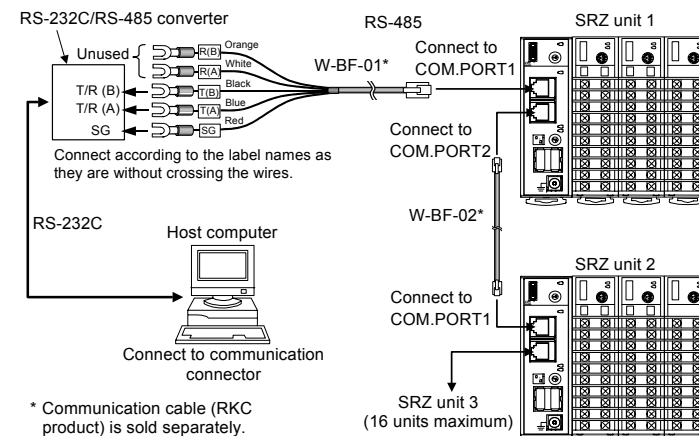 RS-232C/RS-485 converter
RS-485
SRZ unit 1
Unused
R(B)
Orange
R(A)
White
T/R (B)
T(B)
Black
T/R (A)
T(A)
Blue
SG
SG
Red
W-BF-01*
Connect to
COM.PORT1
Connect according to the label names as
they are without crossing the wires.
Connect to
COM.PORT2
RS-232C
W-BF-02*
Host computer
SRZ unit 2
Connect to
COM.PORT1
Connect to communication
connector
SRZ unit 3
(16 units maximum)
* Communication cable (RKC
product) is sold separately.